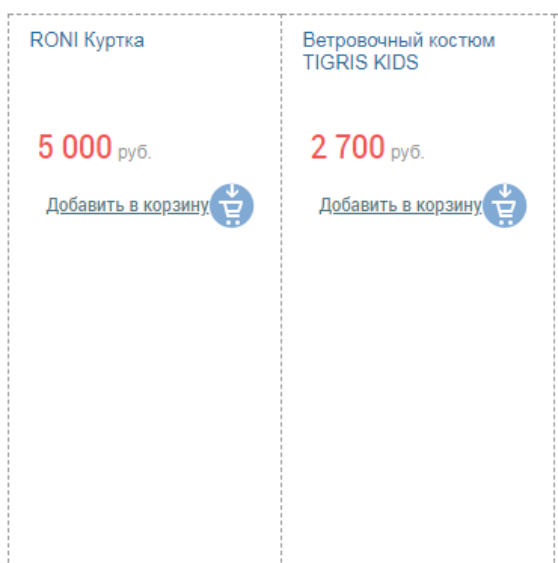 RONI Куртка
5 000 руб.
Добавить в корзину
Ветровочный костюм
TIGRIS KIDS
2 700 руб.
Добавить в корзину